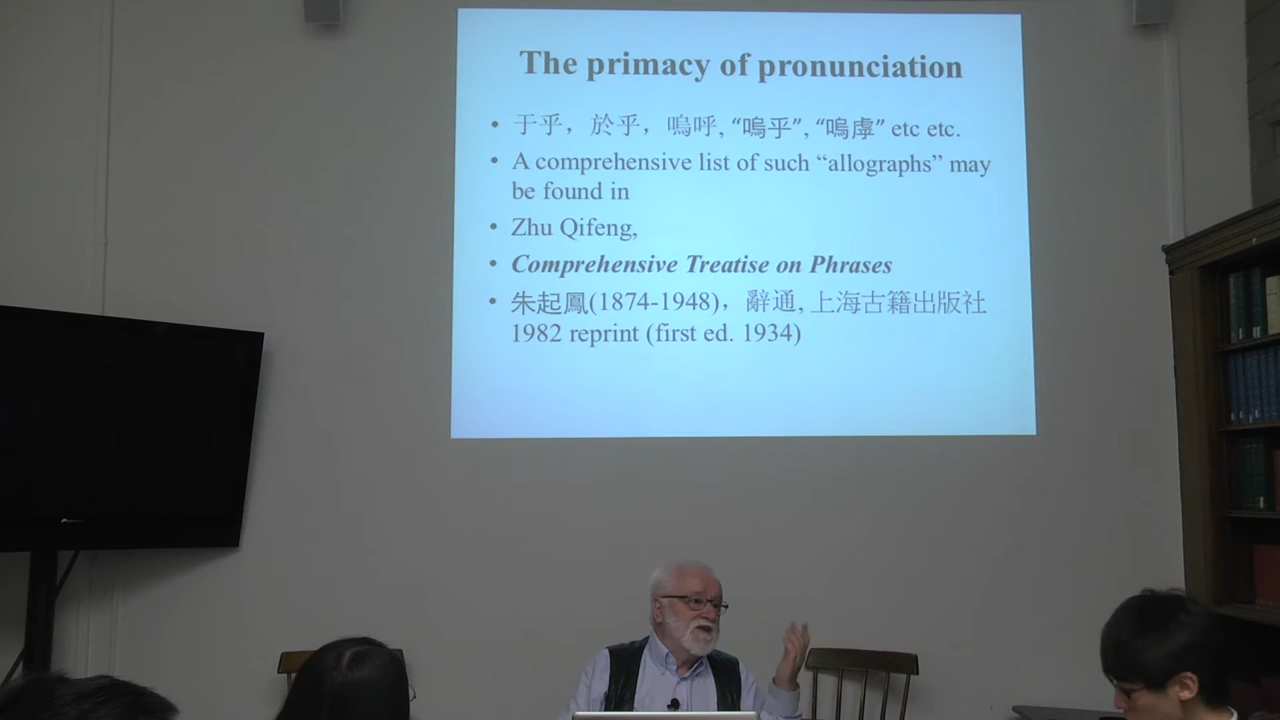 The primacy of pronunciation
• 于乎，於乎，嗚呼, “嗚乎”, “嗚虖” etc etc.
• A comprehensive list of such “allographs” may
be found in
• Zhu Qifeng,
• Comprehensive Treatise on Phrases
• 朱起鳳(1874-1948)，辭通, 上海古籍出版社
1982 reprint (first ed. 1934)